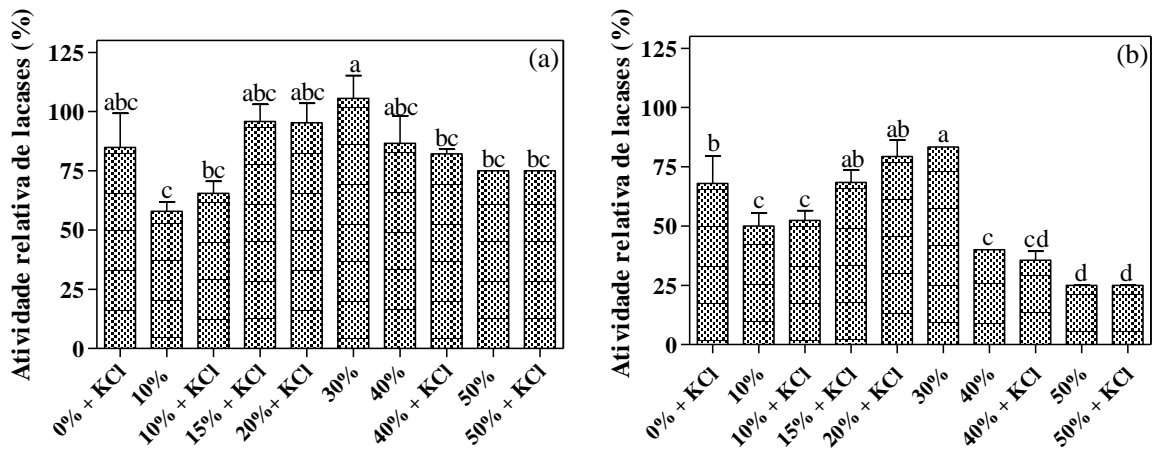 Atividade relativa de lacases (%)
125
100
75
50
25
0
(a)
abc
c
bc
abc
abc
a
abc
bc
bc
bc
0% + KCl
10%
10% + KCl
15% + KCl
20%+ KCl
30%
40%
40% + KCl
50%
50% + KCl
Atividade relativa de lacases (%)
125
100
75
50
25
0
(b)
b
c
c
ab
ab
a
c
cd
d
d
0% + KCl
10%
10% + KCl
15% + KCl
20% + KCl
30%
40%
40% + KCl
50%
50% + KCl